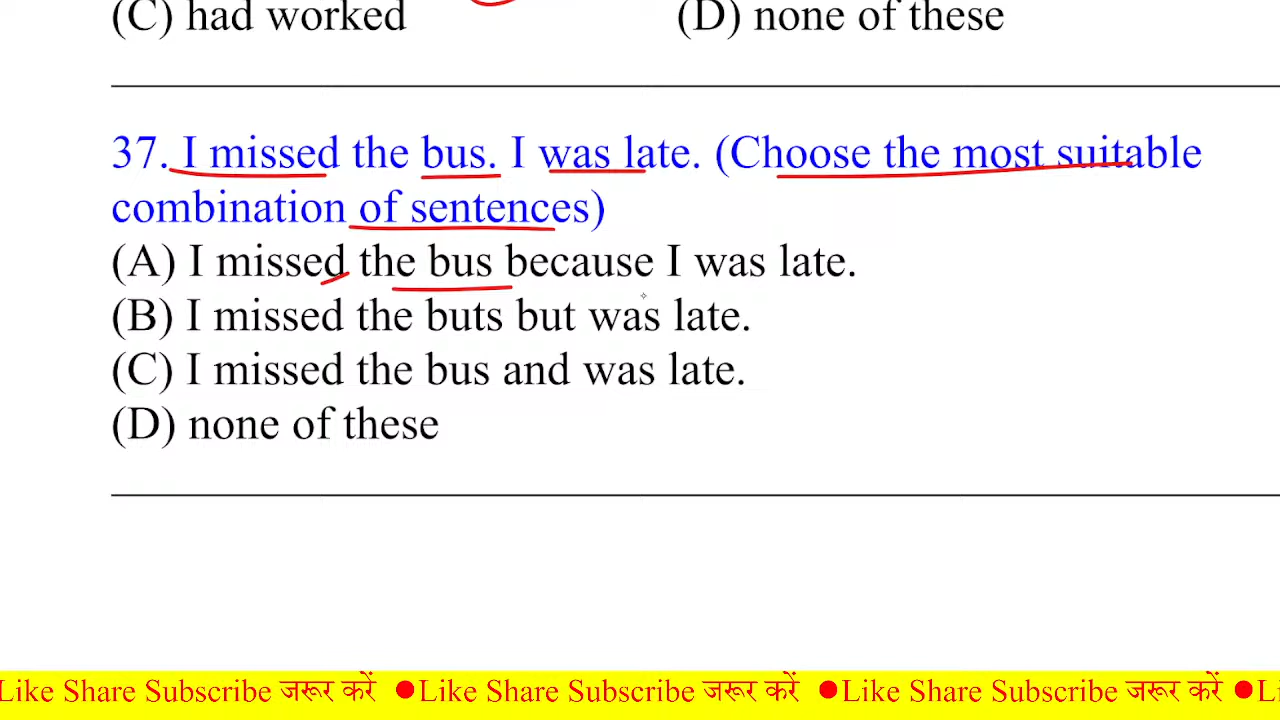 (C) had worked (D) none of these
37. I missed the bus. I was late. (Choose the most suitable
combination of sentences)
(A) I missed the bus because I was late.
(B) I missed the buts but was late.
(C) I missed the bus and was late.
(D) none of these
Like Share Subscribe जरूर करें ●Like Share Subscribe जरूर करें ●Like Share Subscribe जरूर करें ●Li